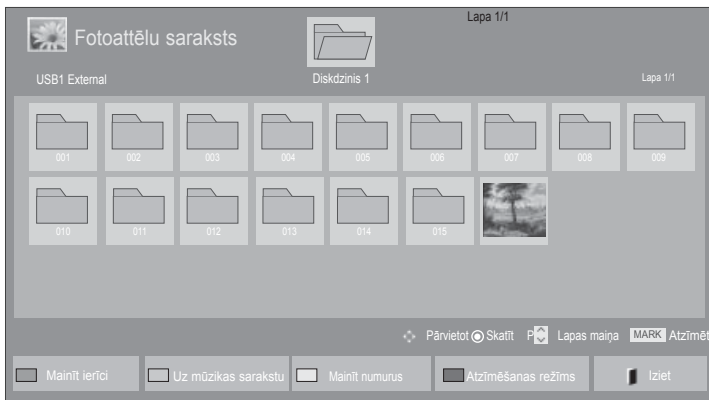 Lapa 1/1
Fotoattēlu saraksts
USB1 External
Diskdzinis 1
Lapa 1/1
001 002 003 004 005 006 007 008 009
010 011 012 013 014 015
Pārvietot Skatīt P Lapas maiņa MARK Atzīmēt
Mainīt ierīci Uz mūzikas sarakstu Mainīt numurus Atzīmēšanas režīms Iziet